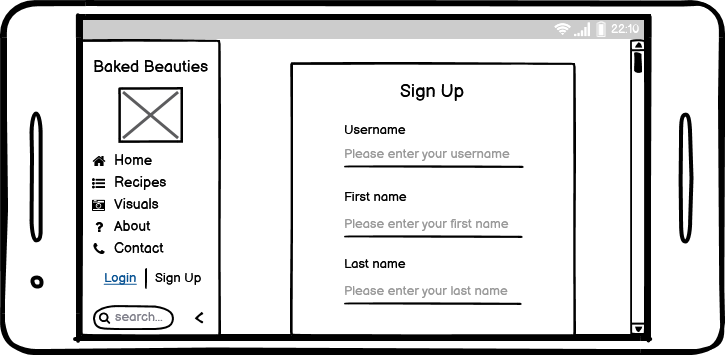 22:10
Baked Beauties
Home
Recipes
Visuals
? About
Contact
Login | Sign Up
search... <
Sign Up
Username
Please enter your username
First name
Please enter your first name
Last name
Please enter your last name